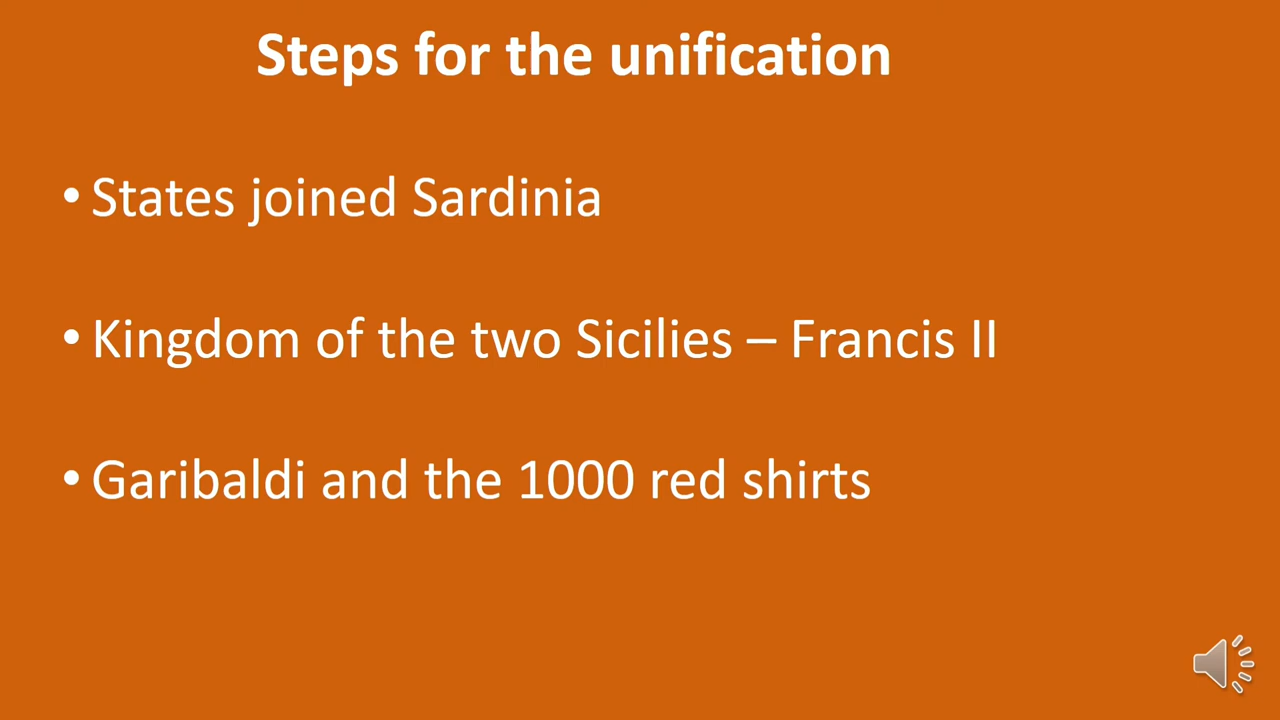 Steps for the unification
• States joined Sardinia
• Kingdom of the two Sicilies – Francis II
• Garibaldi and the 1000 red shirts